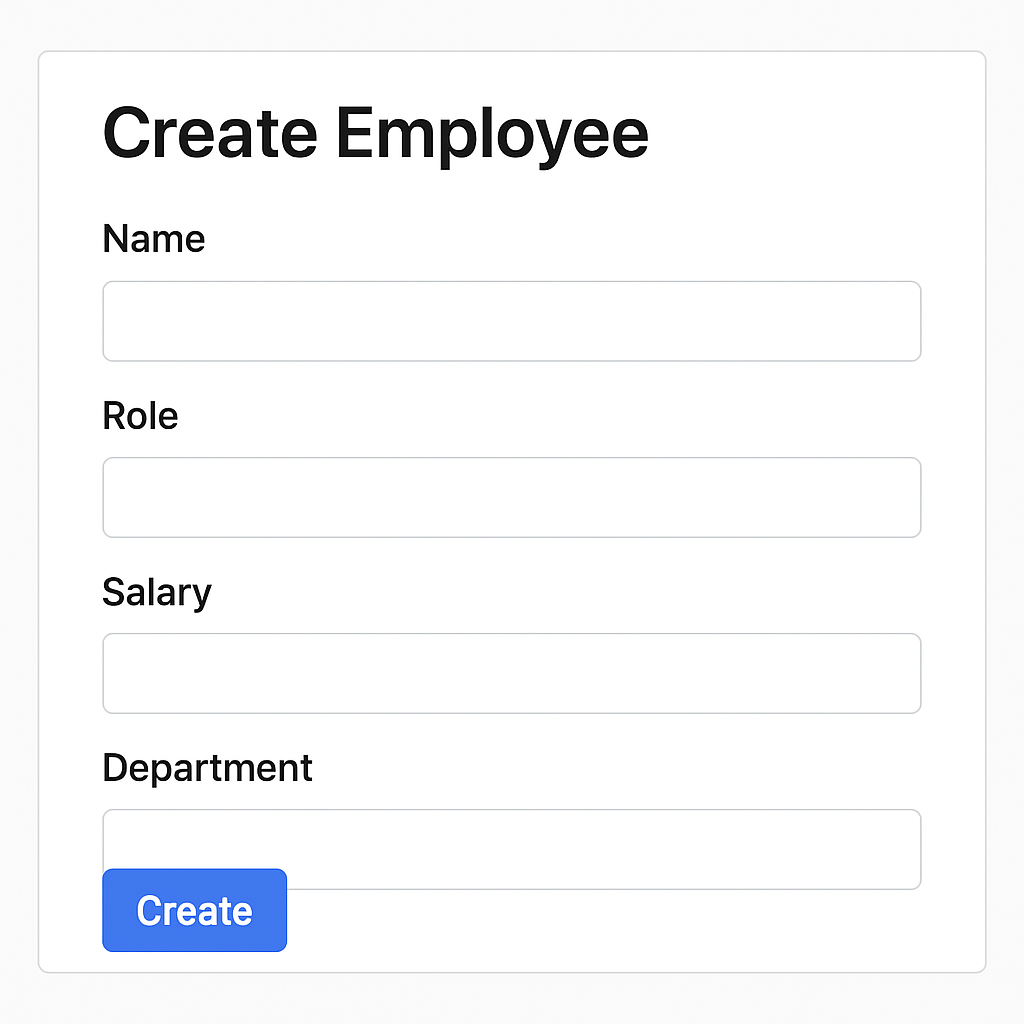 Create Employee
Name
Role
Salary
Department
Create